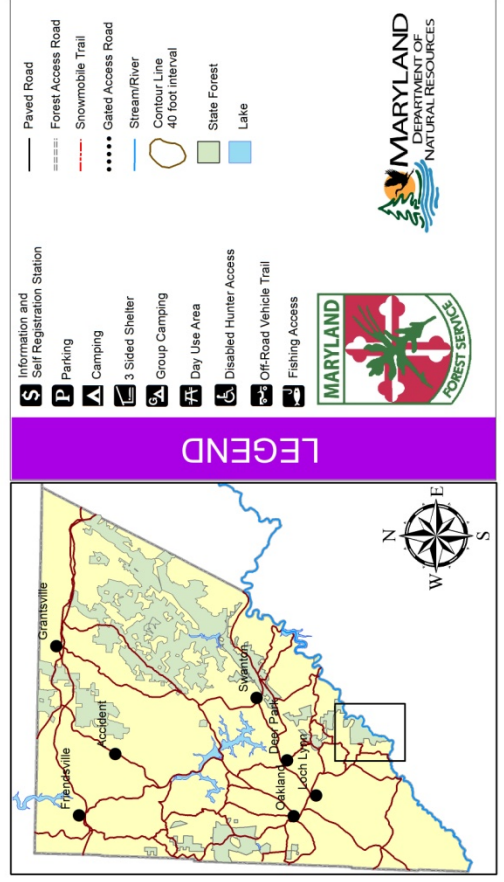 LEGEND
$
Information and
Self Registration Station
P
Parking
Camping
3 Sided Shelter
G
Group Camping
Day Use Area
Disabled Hunter Access
Off-Road Vehicle Trail
Fishing Access
Paved Road
Forest Access Road
Snowmobile Trail
Gated Access Road
Stream/River
Contour Line
40 foot interval
State Forest
Lake
MARYLAND
FOREST SERVICE
MARYLAND
DEPARTMENT OF
NATURAL RESOURCES
Friendsville
Grantsville
Accident
Swanton
Deer Park
Oakland
Loch Lynn
N
W
E
S